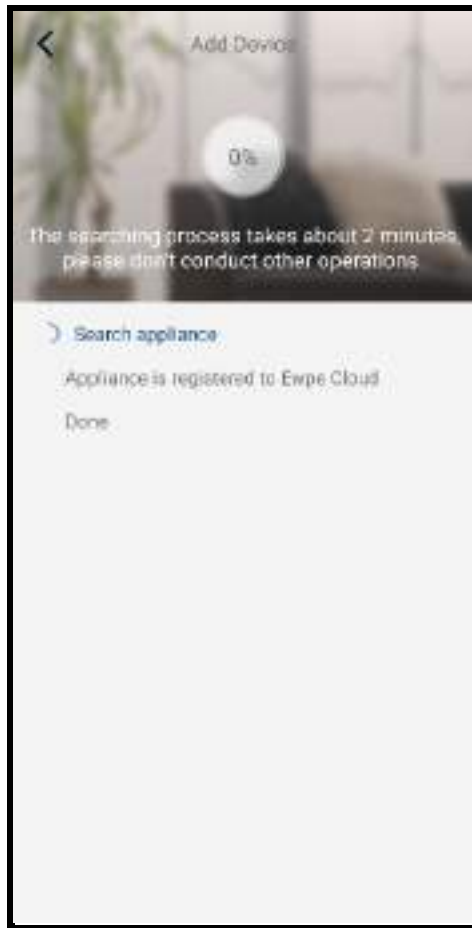 Add Device
0%
The searching process takes about 2 minutes,
please don't conduct other operations
Search appliance
Appliance is registered to Ewpe Cloud
Done